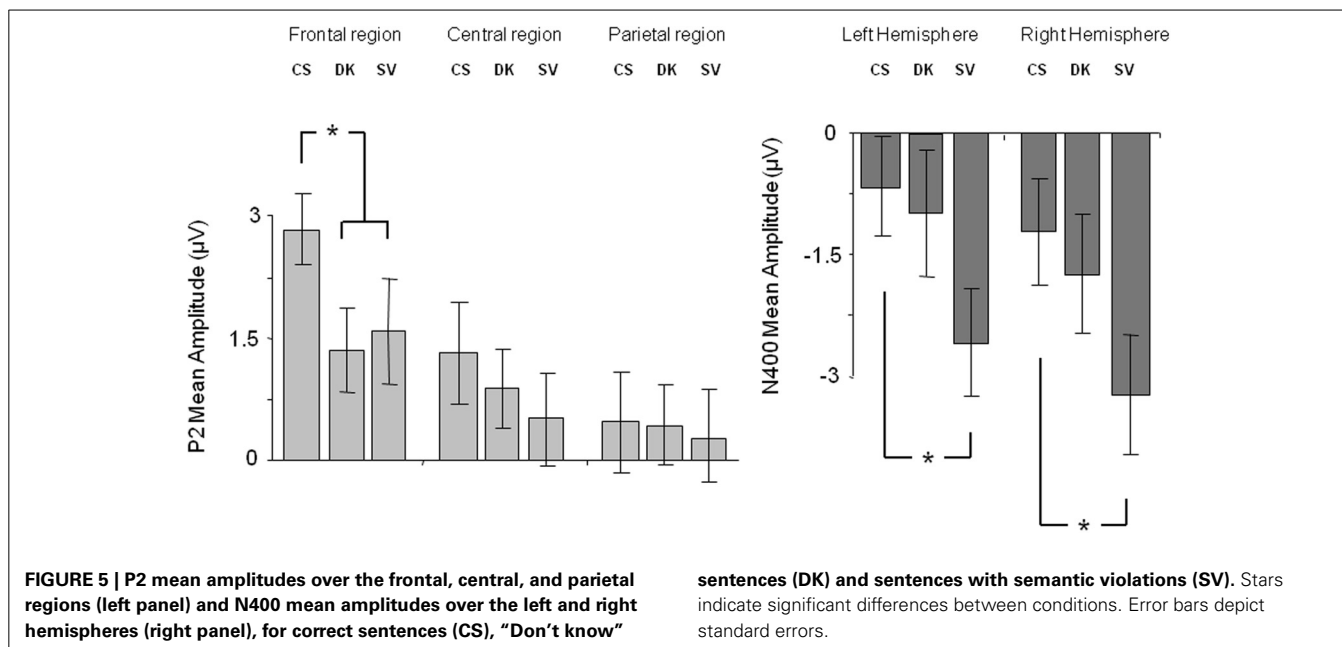 Frontal region Central region Parietal region
CS DK SV CS DK SV CS DK SV
*
P2 Mean Amplitude (µV)
3
1.5
0
Left Hemisphere Right Hemisphere
CS DK SV CS DK SV
N400 Mean Amplitude (µV)
0
-1.5
-3
*
*
FIGURE 5 | P2 mean amplitudes over the frontal, central, and parietal
regions (left panel) and N400 mean amplitudes over the left and right
hemispheres (right panel), for correct sentences (CS), “Don’t know”
sentences (DK) and sentences with semantic violations (SV). Stars
indicate significant differences between conditions. Error bars depict
standard errors.